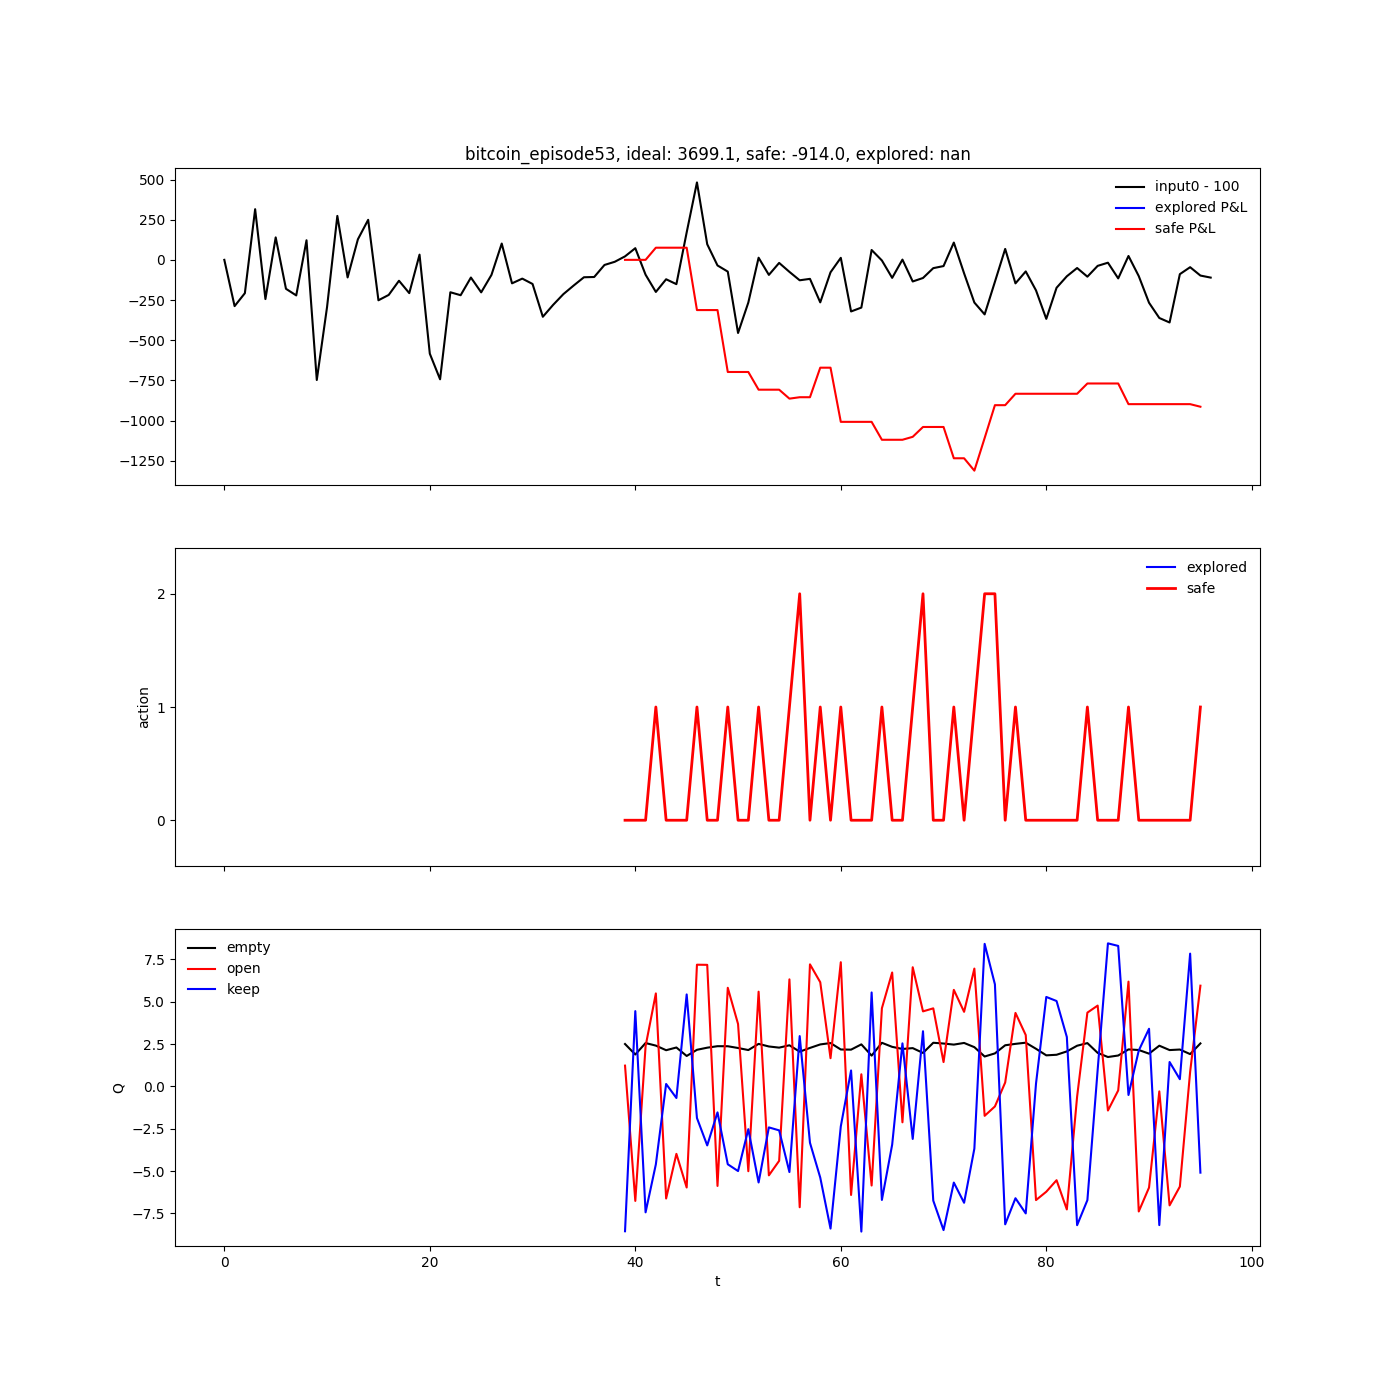 bitcoin_episode53, ideal: 3699.1, safe: -914.0, explored: nan
500
250
0
−250
−500
−750
−1000
−1250
input0 - 100
explored P&L
safe P&L
2
1
0
action
explored
safe
7.5
5.0
2.5
0.0
−2.5
−5.0
−7.5
Q
empty
open
keep
0 20 40 60 80 100
t